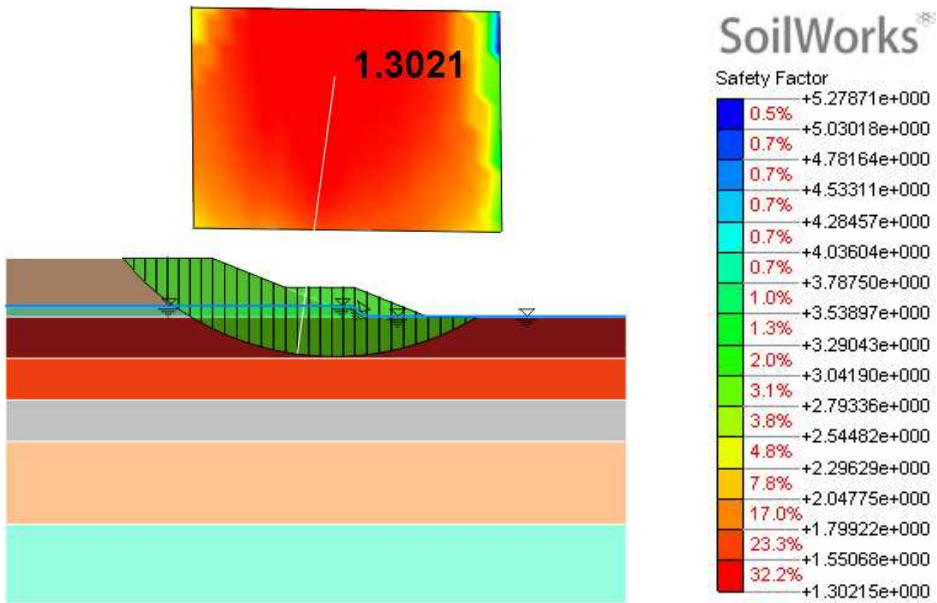 1.3021
SoilWorks
Safety Factor
+5.27871e+000
0.5%
+5.03018e+000
0.7%
+4.78164e+000
0.7%
+4.53311e+000
0.7%
+4.28457e+000
0.7%
+4.03604e+000
0.7%
+3.78750e+000
1.0%
+3.53897e+000
1.3%
+3.29043e+000
2.0%
+3.04190e+000
3.1%
+2.79336e+000
3.8%
+2.54482e+000
4.8%
+2.29629e+000
7.8%
+2.04775e+000
17.0%
+1.79922e+000
23.3%
+1.55068e+000
32.2%
+1.30215e+000